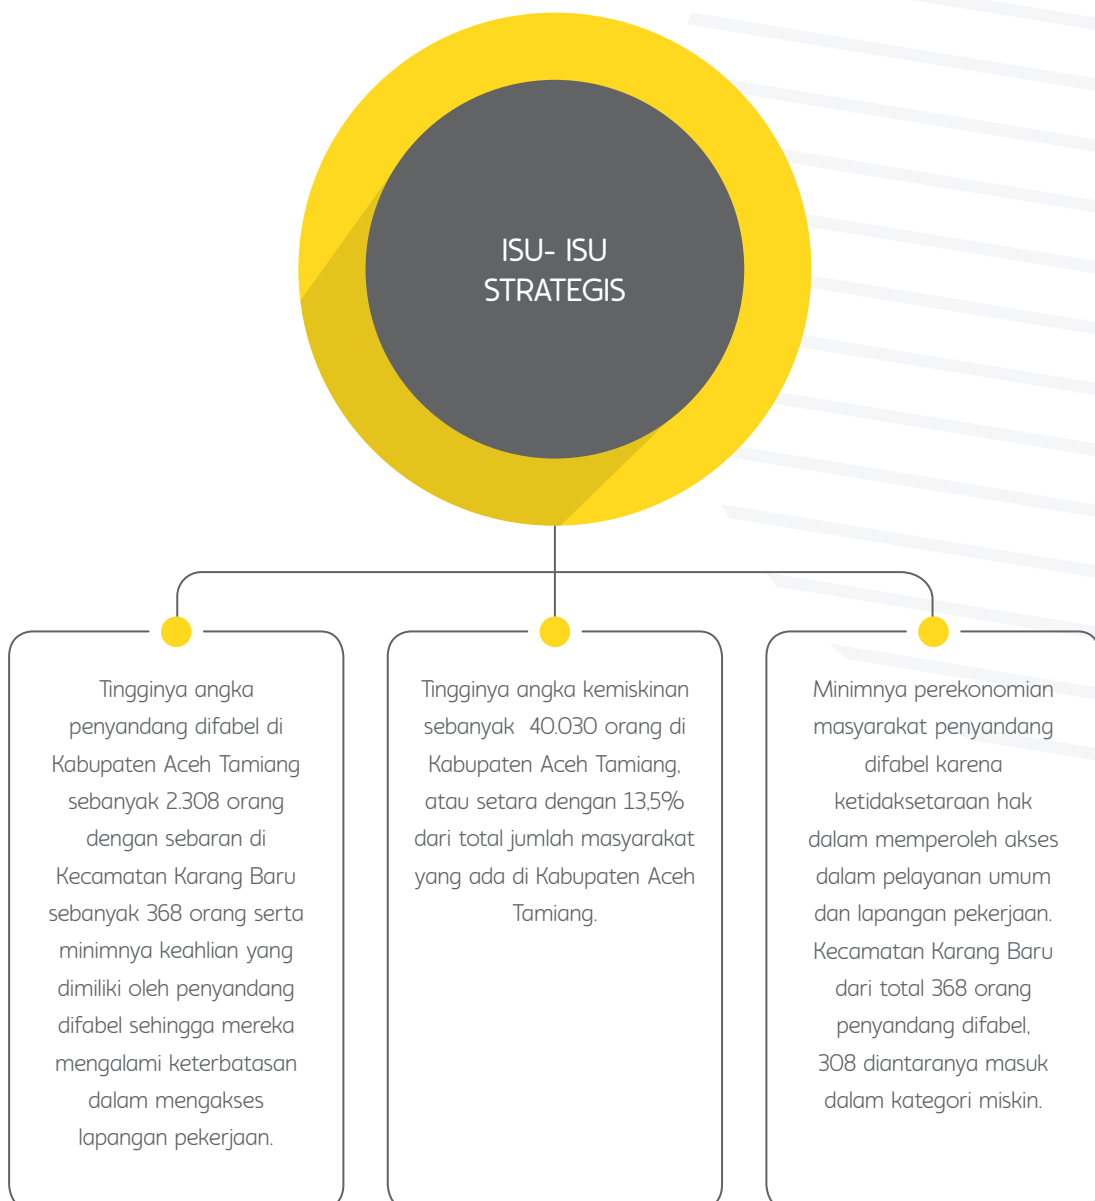 ISU- ISU
STRATEGIS
Tingginya angka
penyandang difabel di
Kabupaten Aceh Tamiang
sebanyak 2.308 orang
dengan sebaran di
Kecamatan Karang Baru
sebanyak 368 orang serta
minimnya keahlian yang
dimiliki oleh penyandang
difabel sehingga mereka
mengalami keterbatasan
dalam mengakses
lapangan pekerjaan.
Tingginya angka kemiskinan
sebanyak 40.030 orang di
Kabupaten Aceh Tamiang,
atau setara dengan 13,5%
dari total jumlah masyarakat
yang ada di Kabupaten Aceh
Tamiang.
Minimnya perekonomian
masyarakat penyandang
difabel karena
ketidaksetaraan hak
dalam memperoleh akses
dalam pelayanan umum
dan lapangan pekerjaan.
Kecamatan Karang Baru
dari total 368 orang
penyandang difabel,
308 diantaranya masuk
dalam kategori miskin.